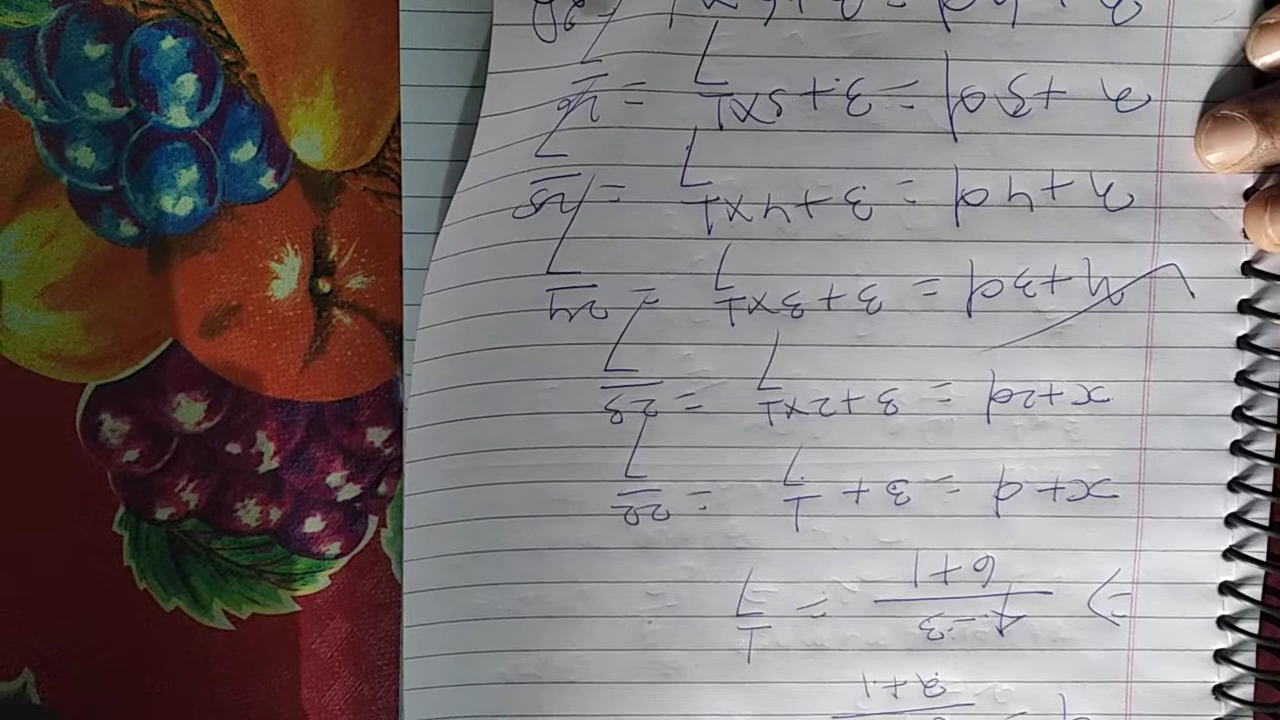 => 4-3/6+1 = 1/7
x+d = 3+1/7 = 22/7
x+2d = 3+2×1/7 = 23/7
x+3d = 3+3×1/7 = 24/7
x+4d = 3+4×1/7 = 25/7
x+5d = 3+5×1/7 = 26/7